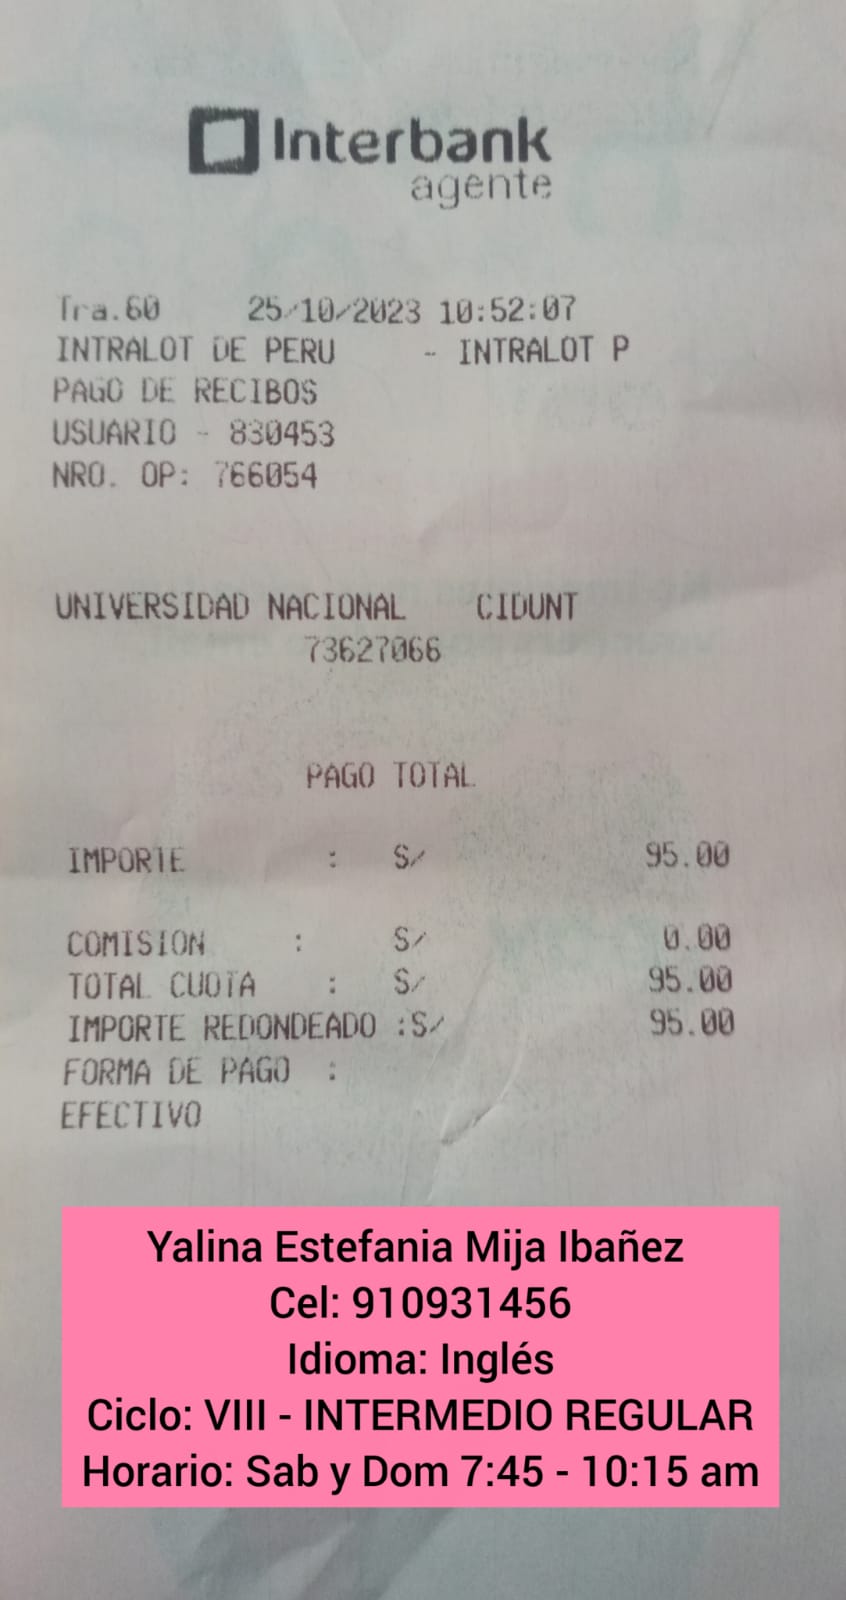 Interbank
agente
Tra.60 25/10/2023 10:52:07
INTRALOT DE PERU - INTRALOT P
PAGO DE RECIBOS
USUARIO - 830453
NRO. OP: 766054
UNIVERSIDAD NACIONAL CIDUNT
73627066
PAGO TOTAL
IMPORTE : S/ 95.00
COMISION : S/ 0.00
TOTAL CUOTA : S/ 95.00
IMPORTE REDONDEADO :S/ 95.00
FORMA DE PAGO :
EFECTIVO
Yalina Estefania Mija Ibañez
Cel: 910931456
Idioma: Inglés
Ciclo: VIII - INTERMEDIO REGULAR
Horario: Sab y Dom 7:45 - 10:15 am